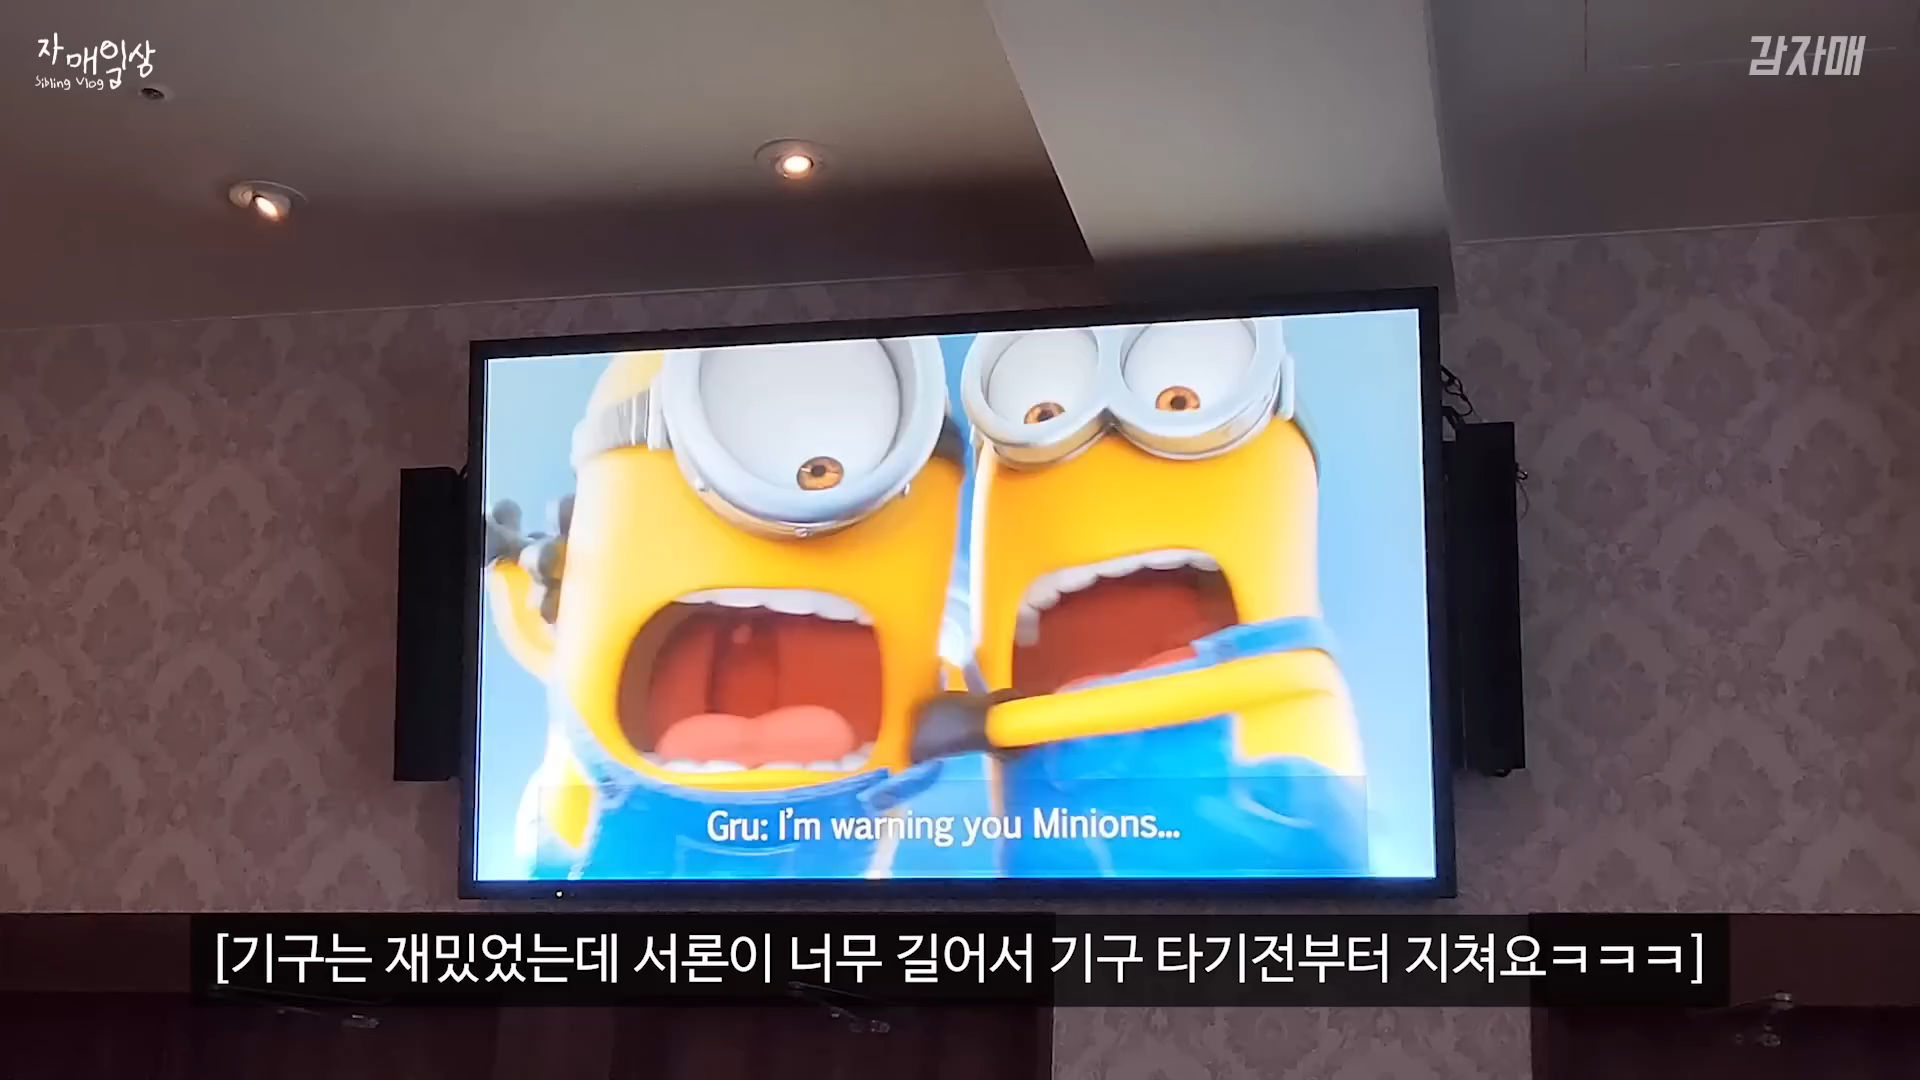 자매일상
Sibling Vlog
감자매
Gru: I'm warning you Minions...
[기구는 재밌었는데 서론이 너무 길어서 기구 타기전부터 지쳐요ㅋㅋㅋ]